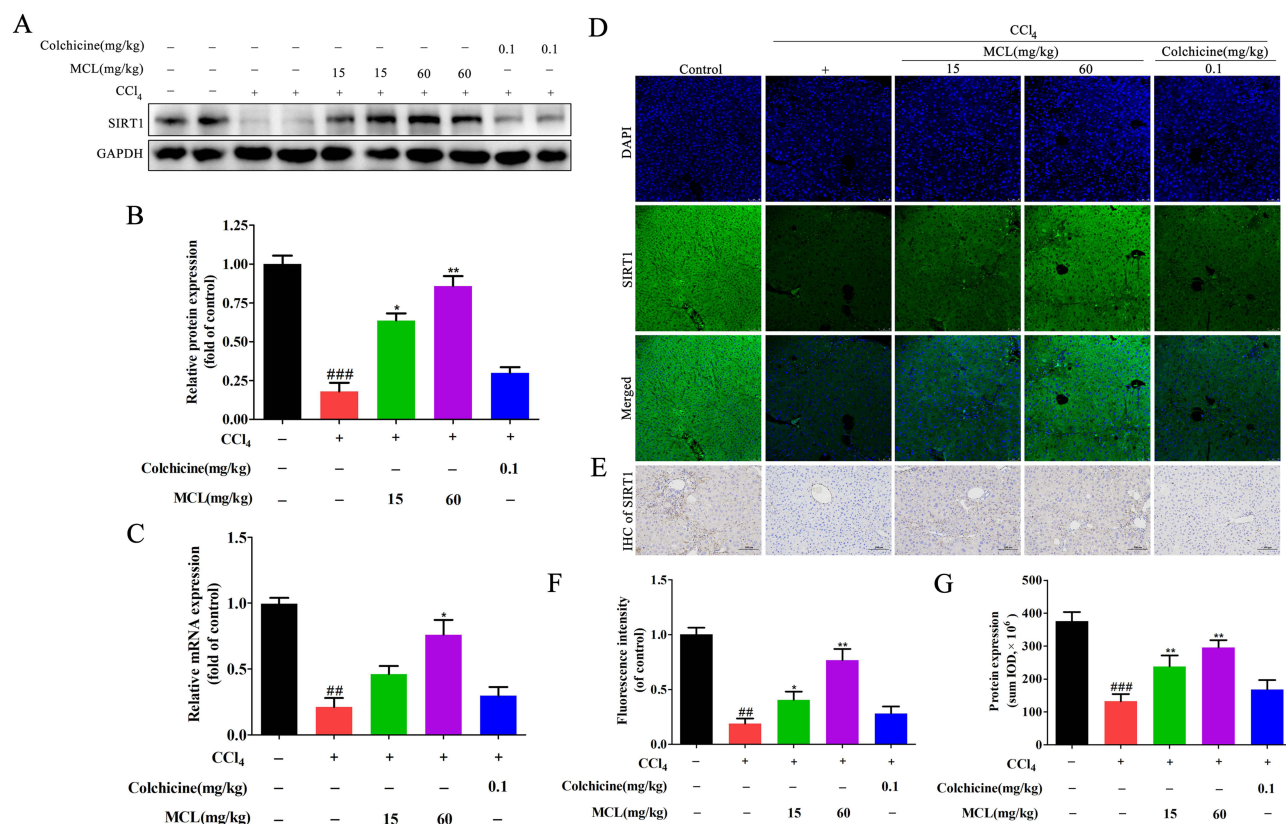 A
Colchicine(mg/kg) – – – – – – – – 0.1 0.1
MCL(mg/kg) – – – – 15 15 60 60 – –
CCl4 – – + + + + + + + +
SIRT1
GAPDH
B
Relative protein expression
(fold of control)
1.25
1.00
0.75
0.50
0.25
0.00
###
*
**
CCl4 – + + + +
Colchicine(mg/kg) – – – – 0.1
MCL(mg/kg) – – 15 60 –
C
Relative mRNA expression
(fold of control)
1.5
1.0
0.5
0.0
##
*
CCl4 – + + + +
Colchicine(mg/kg) – – – – 0.1
MCL(mg/kg) – – 15 60 –
D
CCl4
MCL(mg/kg) Colchicine(mg/kg)
Control + 15 60 0.1
DAPI
SIRT1
Merged
E
IHC of SIRT1
F
Fluorescence intensity
(of control)
1.5
1.0
0.5
0.0
##
*
**
CCl4 – + + + +
Colchicine(mg/kg) – – – – 0.1
MCL(mg/kg) – – 15 60 –
G
Protein expression
(sum IOD, × 10⁶)
500
400
300
200
100
0
###
**
**
CCl4 – + + + +
Colchicine(mg/kg) – – – – 0.1
MCL(mg/kg) – – 15 60 –